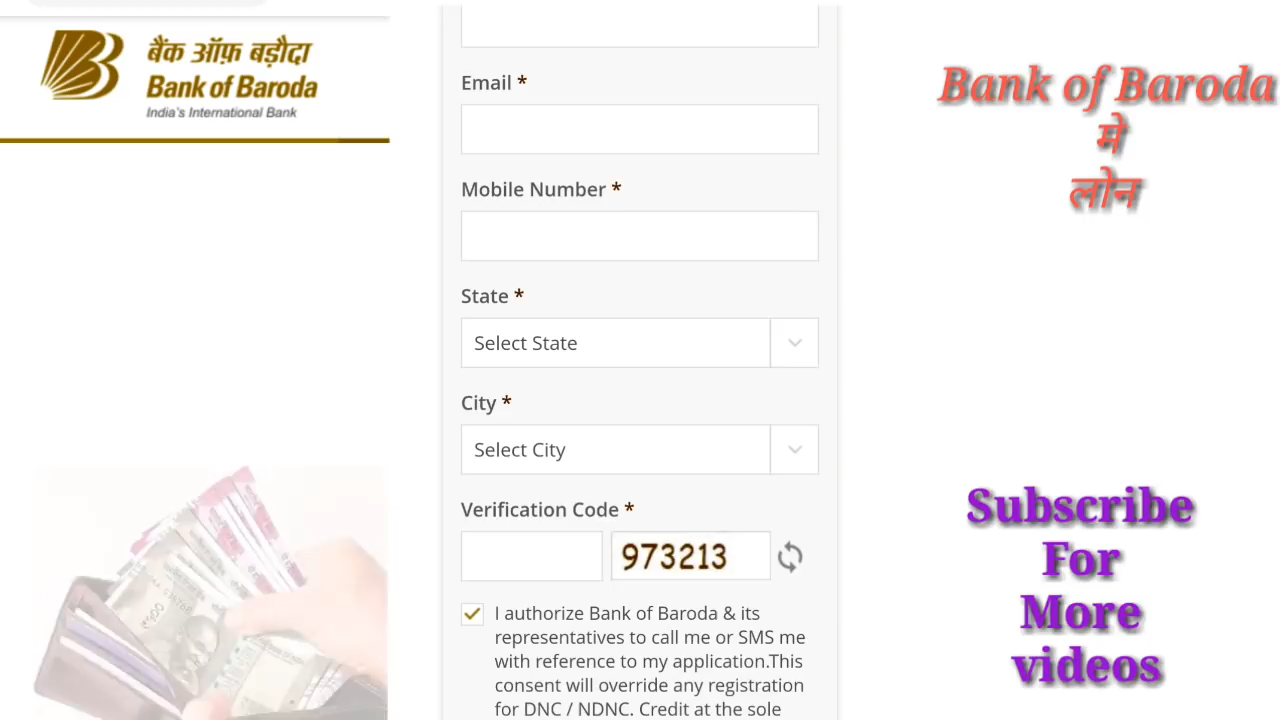 बैंक ऑफ़ बड़ौदा
Bank of Baroda
India's International Bank
Email *
Mobile Number *
State *
Select State
City *
Select City
Verification Code *
973213
I authorize Bank of Baroda & its
representatives to call me or SMS me
with reference to my application.This
consent will override any registration
for DNC / NDNC. Credit at the sole
Bank of Baroda
मे
लोन
Subscribe
For
More
videos